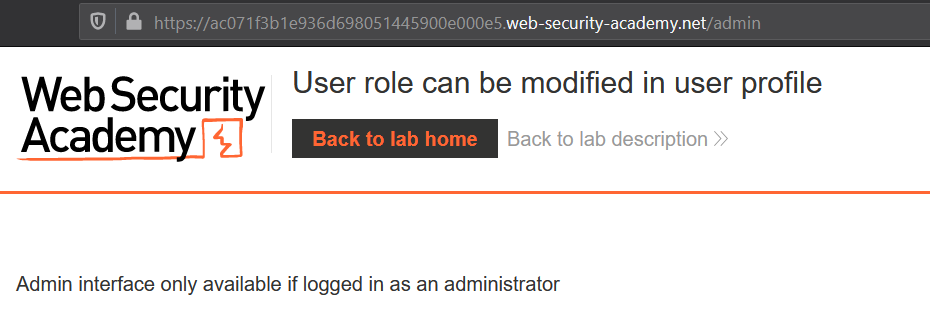 https://ac071f3b1e936d698051445900e000e5.web-security-academy.net/admin
Web Security
Academy
User role can be modified in user profile
Back to lab home
Back to lab description
Admin interface only available if logged in as an administrator